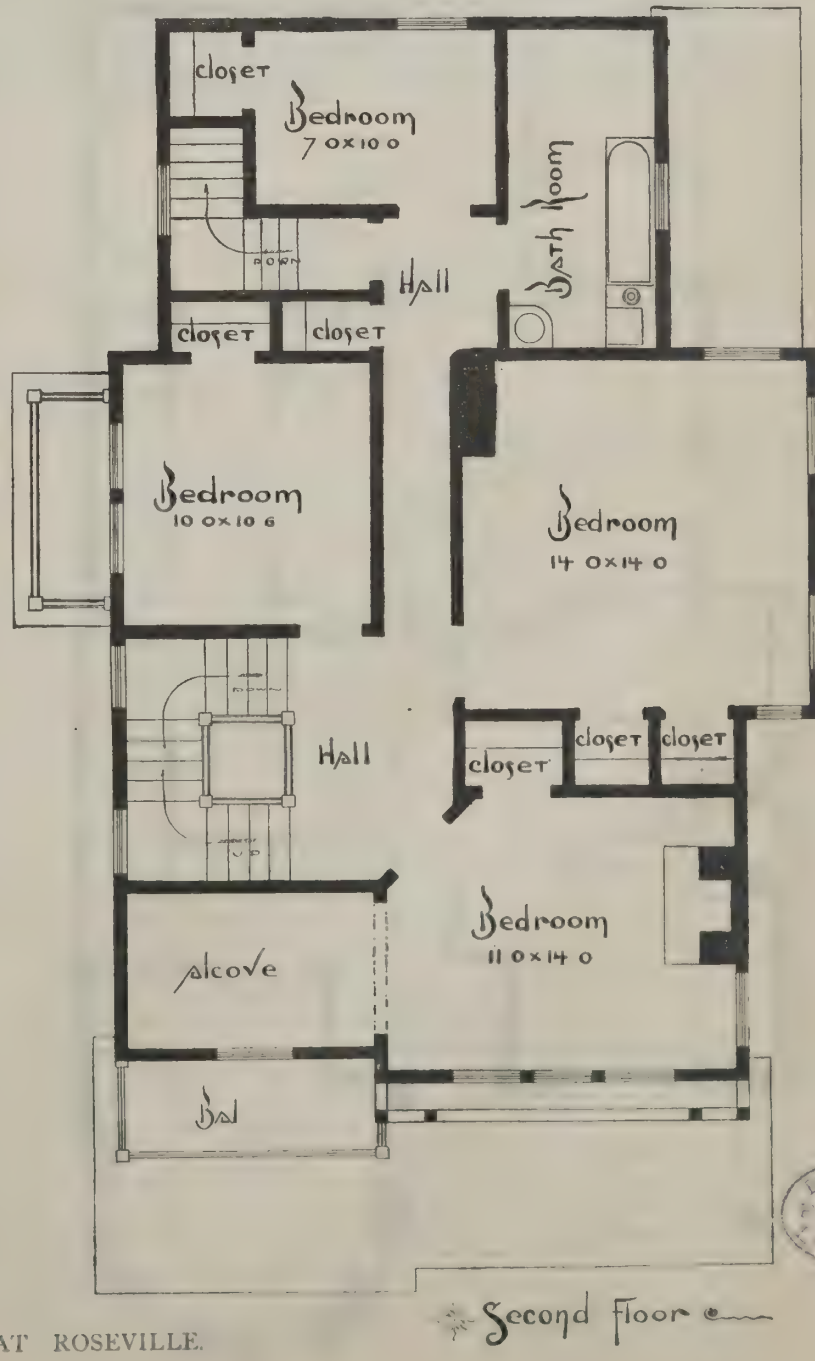 closet
Bedroom
7 0 x 10 0
Bath Room
DOWN
Hall
closet
closet
Bedroom
10 0 x 10 6
Bedroom
14 0 x 14 0
DOWN
Hall
closet
closet
closet
UP
Bedroom
11 0 x 14 0
alcove
Bal
Second Floor
AT ROSEVILLE.